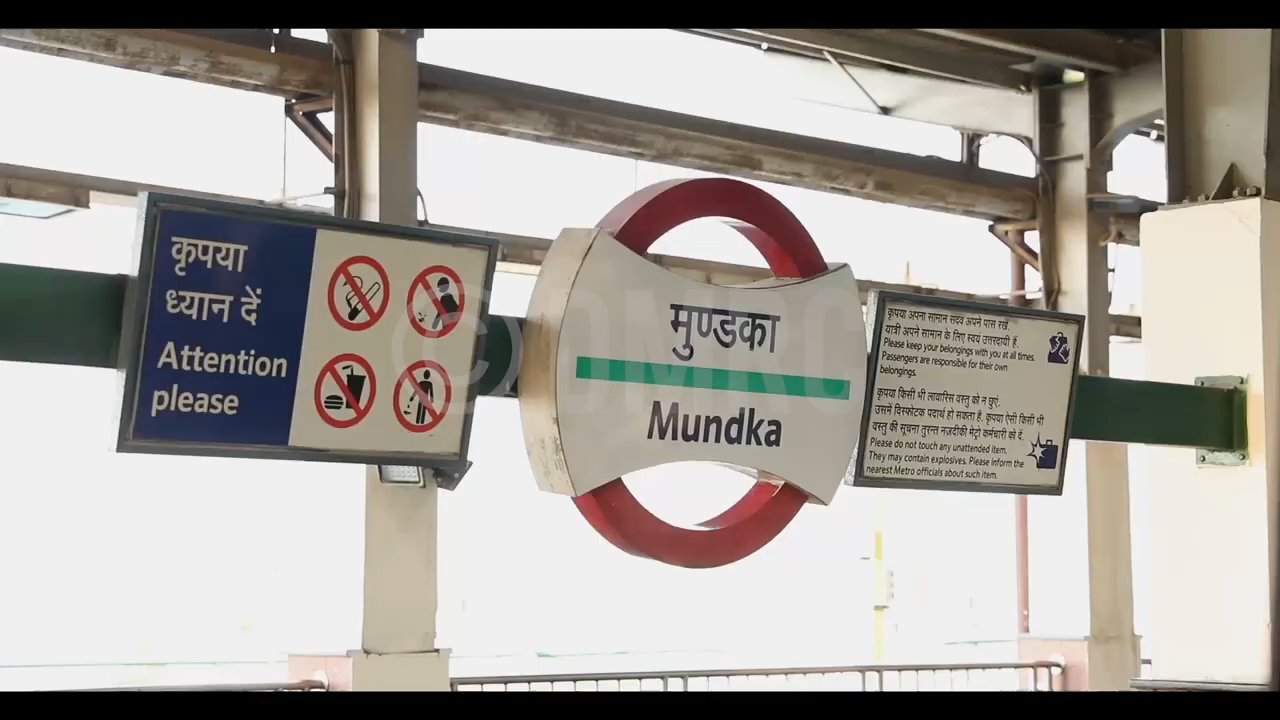 कृपया
ध्यान दें
Attention
please
मुण्डका
Mundka
© DMRC
कृपया अपना सामान सदव अपने पास रखें
यात्री अपने सामान के लिए स्वयं उत्तरदायी हैं.
Please keep your belongings with you at all times.
Passengers are responsible for their own
belongings.
कृपया किसी भी लावारिस वस्तु को न छुएं.
उसमें विस्फोटक पदार्थ हो सकता है. कृपया ऐसी किसी भी
वस्तु की सूचना तुरन्त नज़दीकी मेट्रो कर्मचारी को दें.
Please do not touch any unattended item.
They may contain explosives. Please inform the
nearest Metro officials about such item.